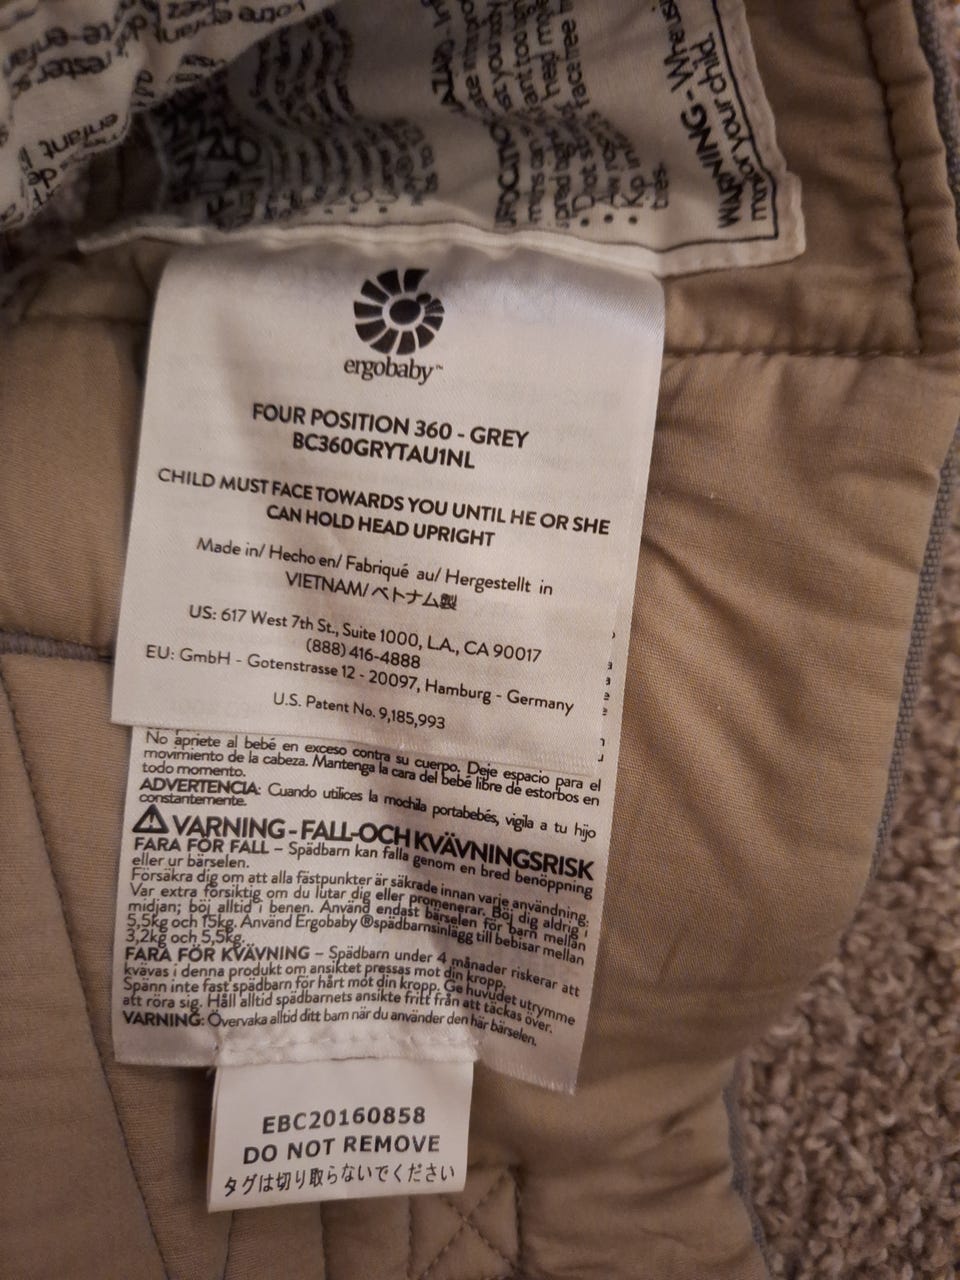 WARNING - When
your child.
ergobaby™
FOUR POSITION 360 - GREY
BC360GRYTAU1NL
CHILD MUST FACE TOWARDS YOU UNTIL HE OR SHE
CAN HOLD HEAD UPRIGHT
Made in/ Hecho en/ Fabriqué au/ Hergestellt in
VIETNAM/ベトナム製
US: 617 West 7th St., Suite 1000, L.A., CA 90017
(888) 416-4888
EU: GmbH - Gotenstrasse 12 - 20097, Hamburg - Germany
U.S. Patent No. 9,185,993
No apriete al bebé en exceso contra su cuerpo. Deje espacio para el
movimiento de la cabeza. Mantenga la cara del bebé libre de estorbos en
todo momento.
ADVERTENCIA: Cuando utilices la mochila portabebés, vigila a tu hijo
constantemente.
⚠ VARNING - FALL-OCH KVÄVNINGSRISK
FARA FÖR FALL – Spädbarn kan falla genom en bred benöppning
eller ur bärselen.
Försäkra dig om att alla fästpunkter är säkrade innan varje användning.
Var extra försiktig om du lutar dig eller promenerar. Böj dig aldrig i
midjan; böj alltid i benen. Använd endast bärselen för barn mellan
5,5kg och 15kg. Använd Ergobaby ®spädbarnsinlägg till bebisar mellan
3,2kg och 5,5kg.
FARA FÖR KVÄVNING – Spädbarn under 4 månader riskerar att
kvävas i denna produkt om ansiktet pressas mot din kropp.
Spänn inte fast spädbarn för hårt mot din kropp. Ge huvudet utrymme
att röra sig. Håll alltid spädbarnets ansikte fritt från att täckas över.
VARNING: Övervaka alltid ditt barn när du använder den här bärselen.
EBC20160858
DO NOT REMOVE
タグは切り取らないでください